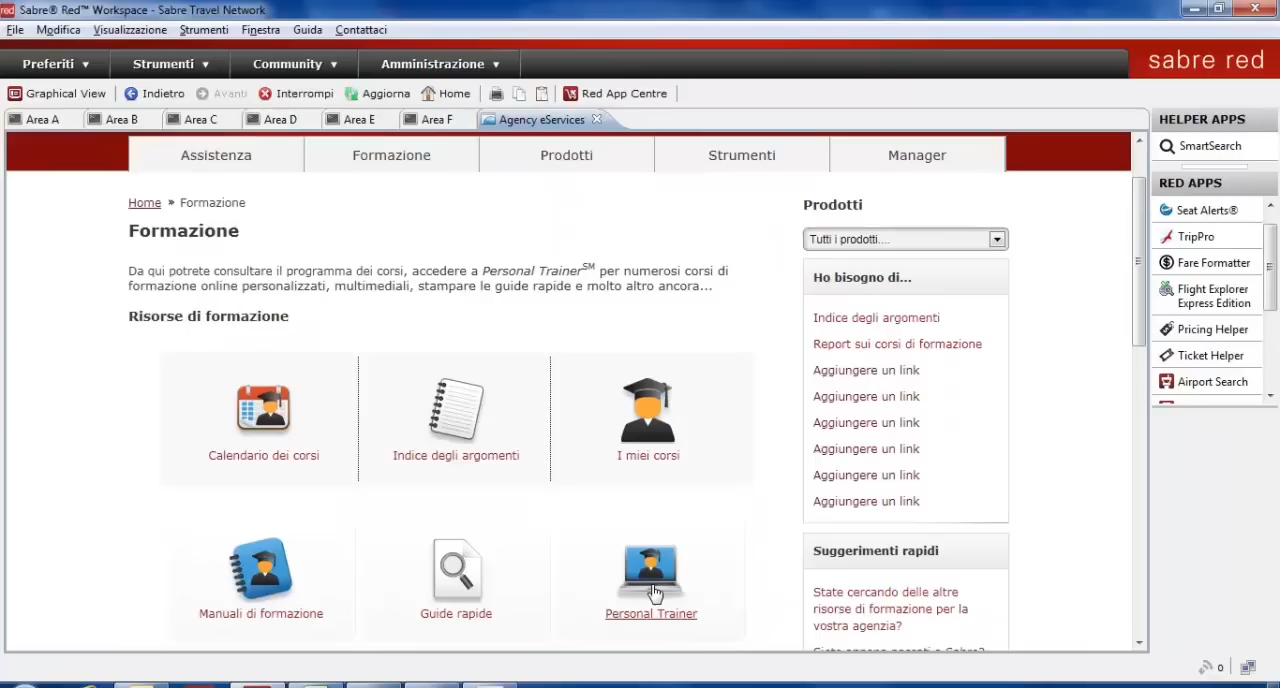 red Sabre® Red™ Workspace - Sabre Travel Network
File Modifica Visualizzazione Strumenti Finestra Guida Contattaci
Preferiti Strumenti Community Amministrazione
sabre red
Graphical View Indietro Avanti Interrompi Aggiorna Home Red App Centre
Area A Area B Area C Area D Area E Area F Agency eServices
Assistenza Formazione Prodotti Strumenti Manager
Home » Formazione
Formazione
Da qui potrete consultare il programma dei corsi, accedere a Personal Trainer℠ per numerosi corsi di
formazione online personalizzati, multimediali, stampare le guide rapide e molto altro ancora...
Risorse di formazione
Calendario dei corsi
Indice degli argomenti
I miei corsi
Manuali di formazione
Guide rapide
Personal Trainer
Prodotti
Tutti i prodotti....
Ho bisogno di...
Indice degli argomenti
Report sui corsi di formazione
Aggiungere un link
Aggiungere un link
Aggiungere un link
Aggiungere un link
Aggiungere un link
Aggiungere un link
Suggerimenti rapidi
State cercando delle altre
risorse di formazione per la
vostra agenzia?
HELPER APPS
SmartSearch
RED APPS
Seat Alerts®
TripPro
Fare Formatter
Flight Explorer
Express Edition
Pricing Helper
Ticket Helper
Airport Search
0